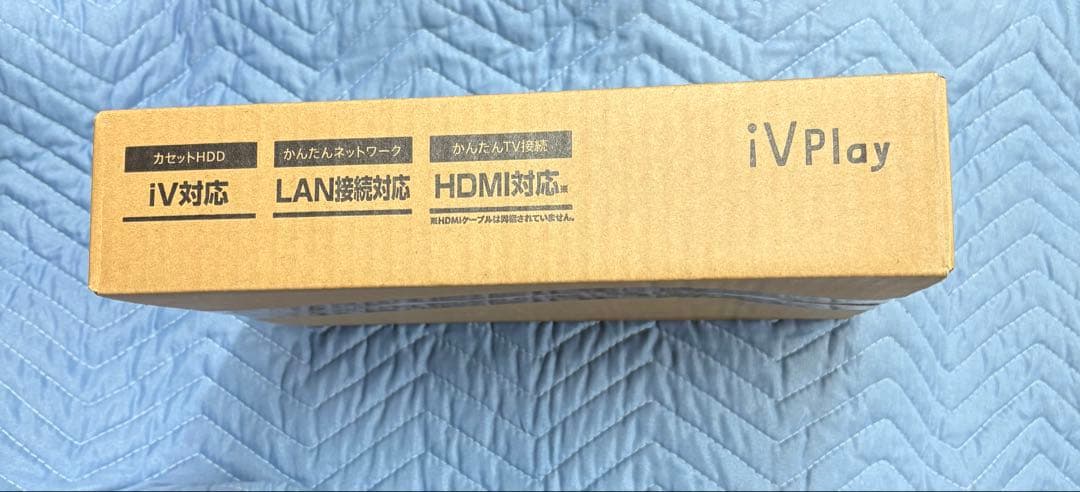 カセットHDD
iV対応
かんたんネットワーク
LAN接続対応
かんたんTV接続
HDMI対応※
※HDMIケーブルは同梱されていません。
iVPlay